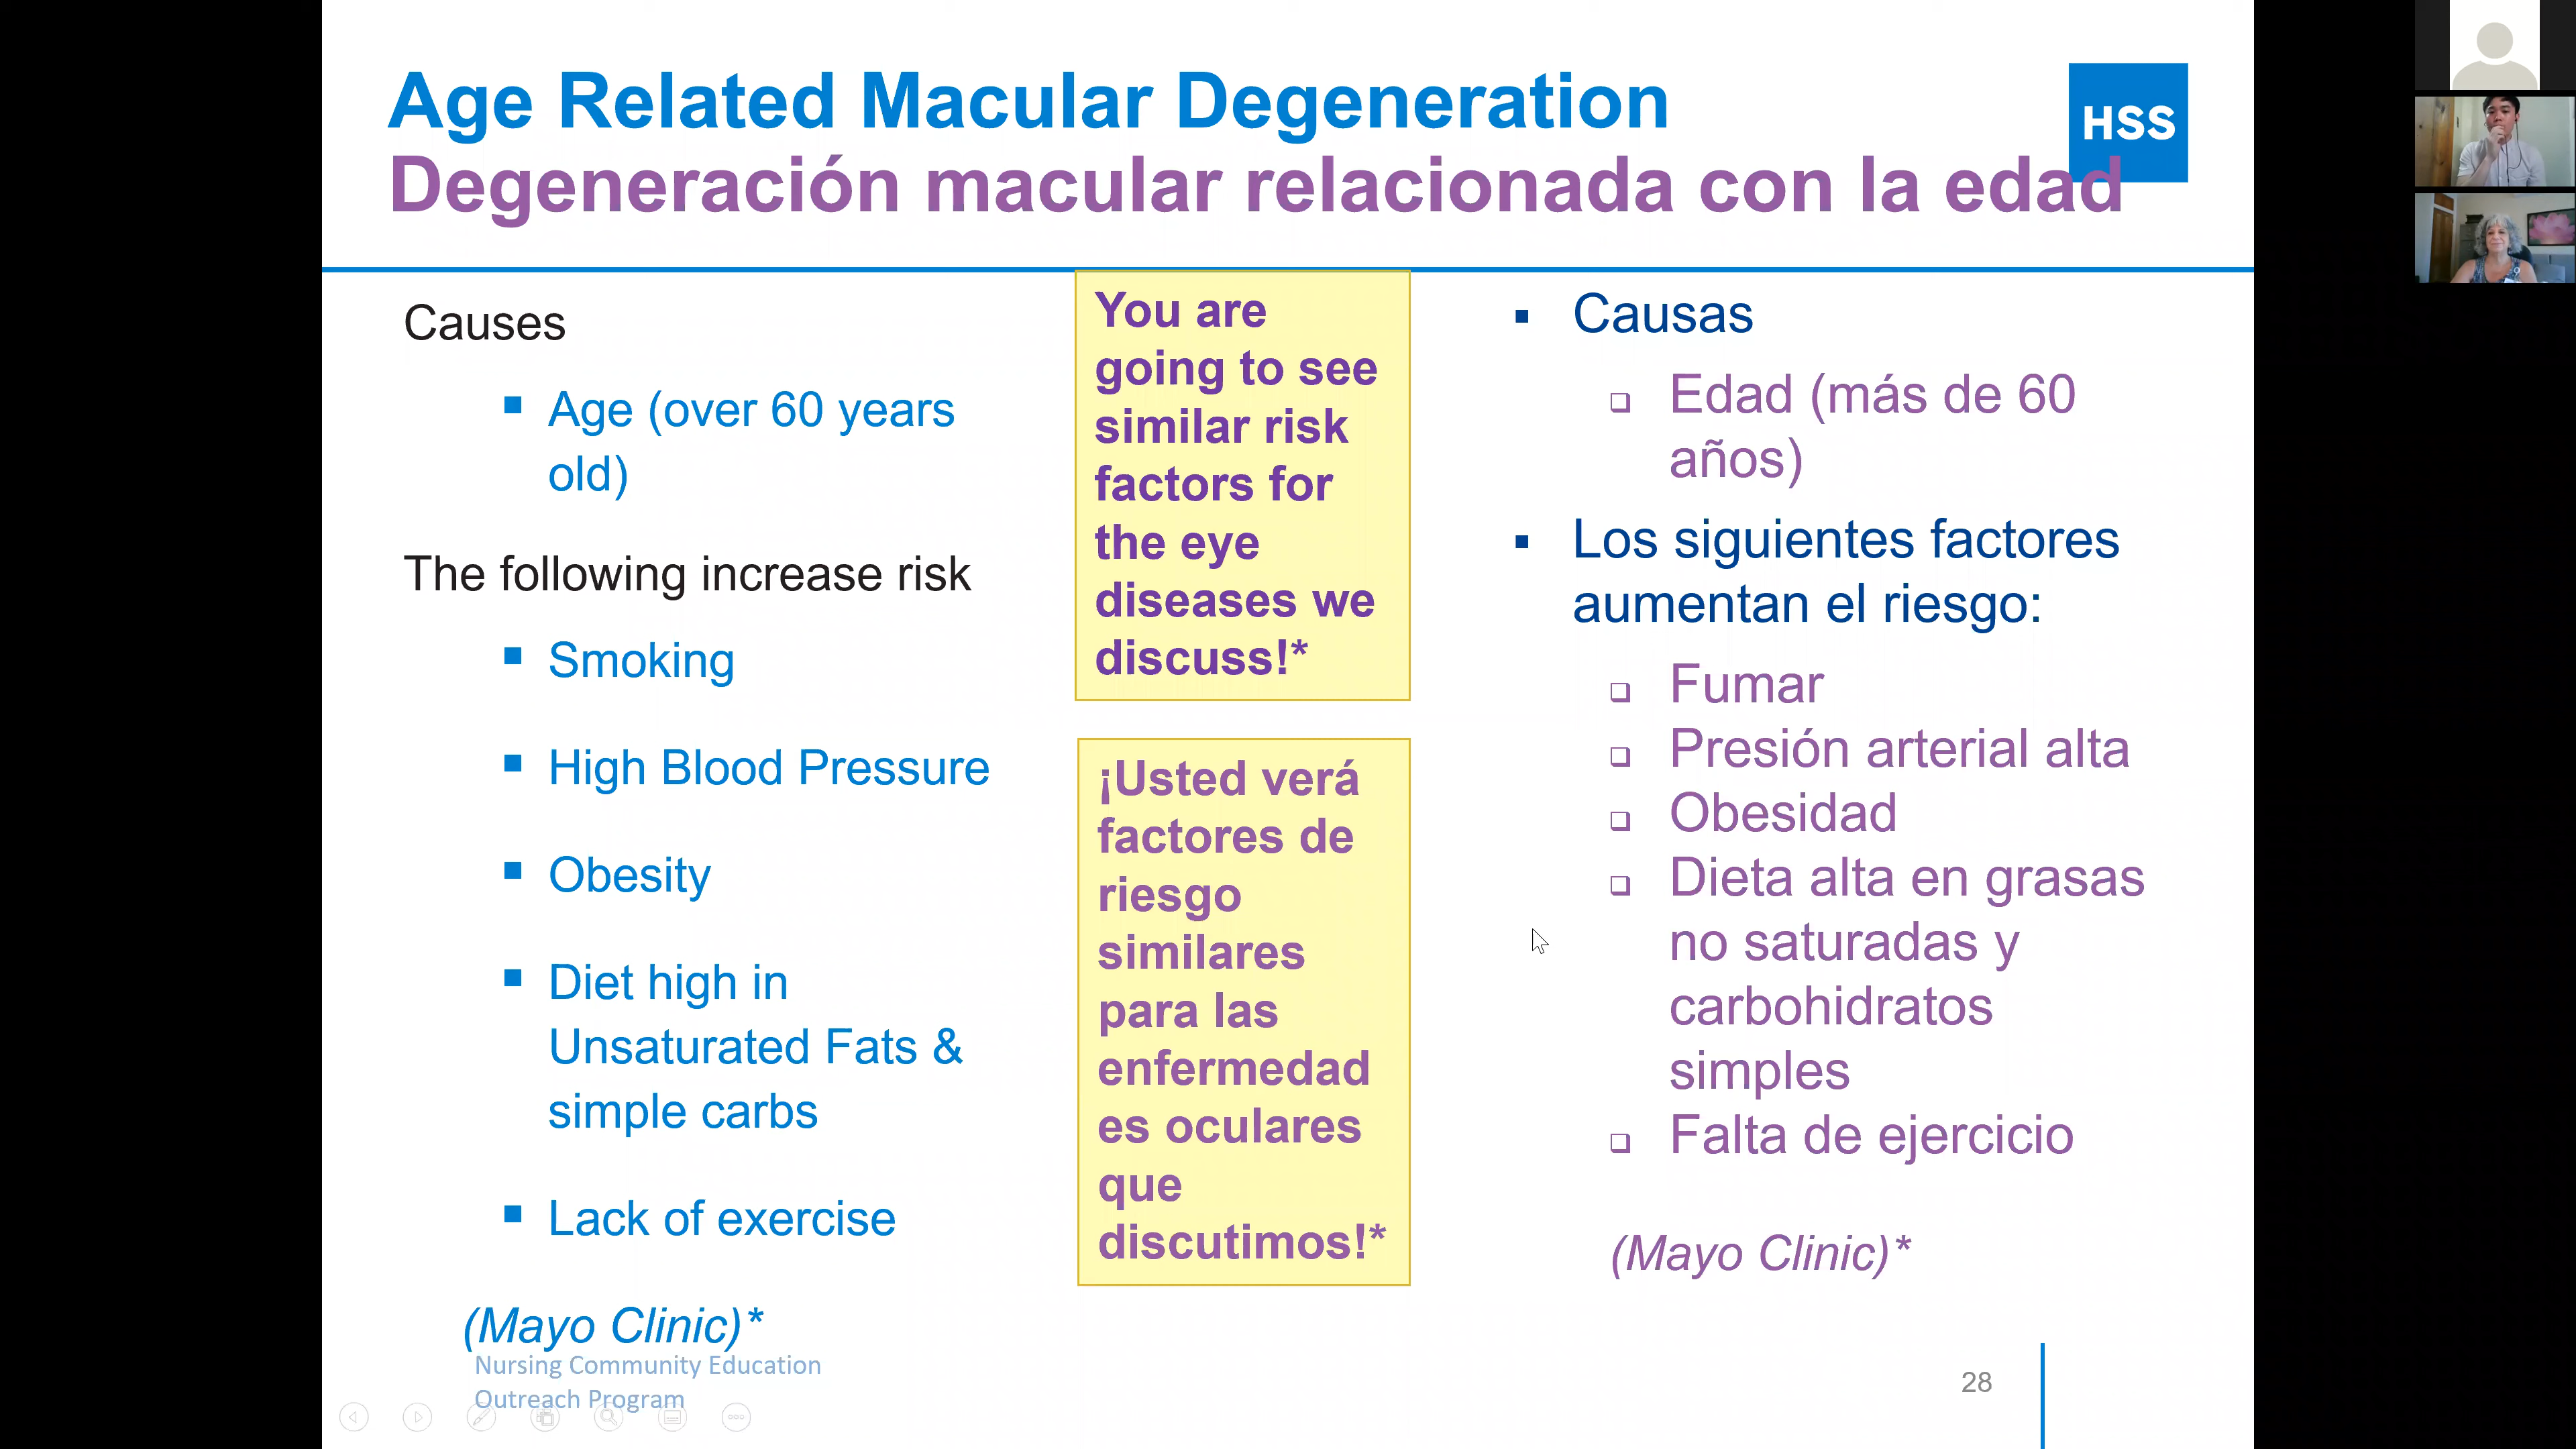 Age Related Macular Degeneration
Degeneración macular relacionada con la edad
HSS
Causes
Age (over 60 years
old)
The following increase risk
Smoking
High Blood Pressure
Obesity
Diet high in
Unsaturated Fats &
simple carbs
Lack of exercise
(Mayo Clinic)*
You are
going to see
similar risk
factors for
the eye
diseases we
discuss!*
¡Usted verá
factores de
riesgo
similares
para las
enfermedad
es oculares
que
discutimos!*
Causas
Edad (más de 60
años)
Los siguientes factores
aumentan el riesgo:
Fumar
Presión arterial alta
Obesidad
Dieta alta en grasas
no saturadas y
carbohidratos
simples
Falta de ejercicio
(Mayo Clinic)*
Nursing Community Education
Outreach Program
28